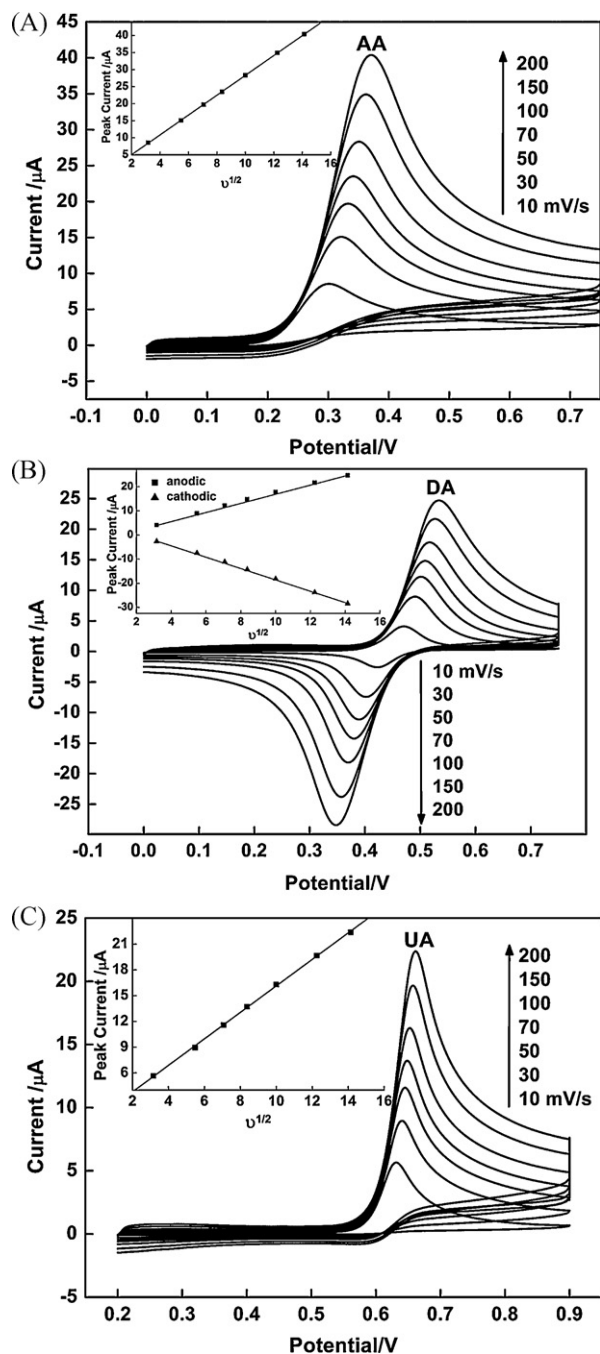 (A)
45
40
35
30
25
20
15
10
5
0
-5
Current /μA
-0.1 0.0 0.1 0.2 0.3 0.4 0.5 0.6 0.7
Potential/V
40
35
30
25
20
15
10
5
Peak Current /μA
2 4 6 8 10 12 14 16
υ1/2
AA
200
150
100
70
50
30
10 mV/s
(B)
25
20
15
10
5
0
-5
-10
-15
-20
-25
Current /μA
-0.1 0.0 0.1 0.2 0.3 0.4 0.5 0.6 0.7
Potential/V
30
20
10
0
-10
-20
-30
Peak Current /μA
anodic
cathodic
2 4 6 8 10 12 14 16
υ1/2
DA
10 mV/s
30
50
70
100
150
200
(C)
25
20
15
10
5
0
-5
Current /μA
0.2 0.3 0.4 0.5 0.6 0.7 0.8 0.9
Potential/V
21
18
15
12
9
6
Peak Current /μA
2 4 6 8 10 12 14 16
υ1/2
UA
200
150
100
70
50
30
10 mV/s